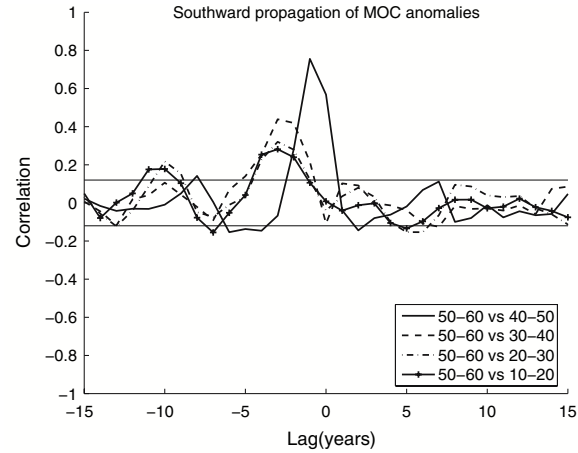 Southward propagation of MOC anomalies
1
0.8
0.6
0.4
0.2
0
−0.2
−0.4
−0.6
−0.8
−1
Correlation
50−60 vs 40−50
50−60 vs 30−40
50−60 vs 20−30
50−60 vs 10−20
−15 −10 −5 0 5 10 15
Lag(years)